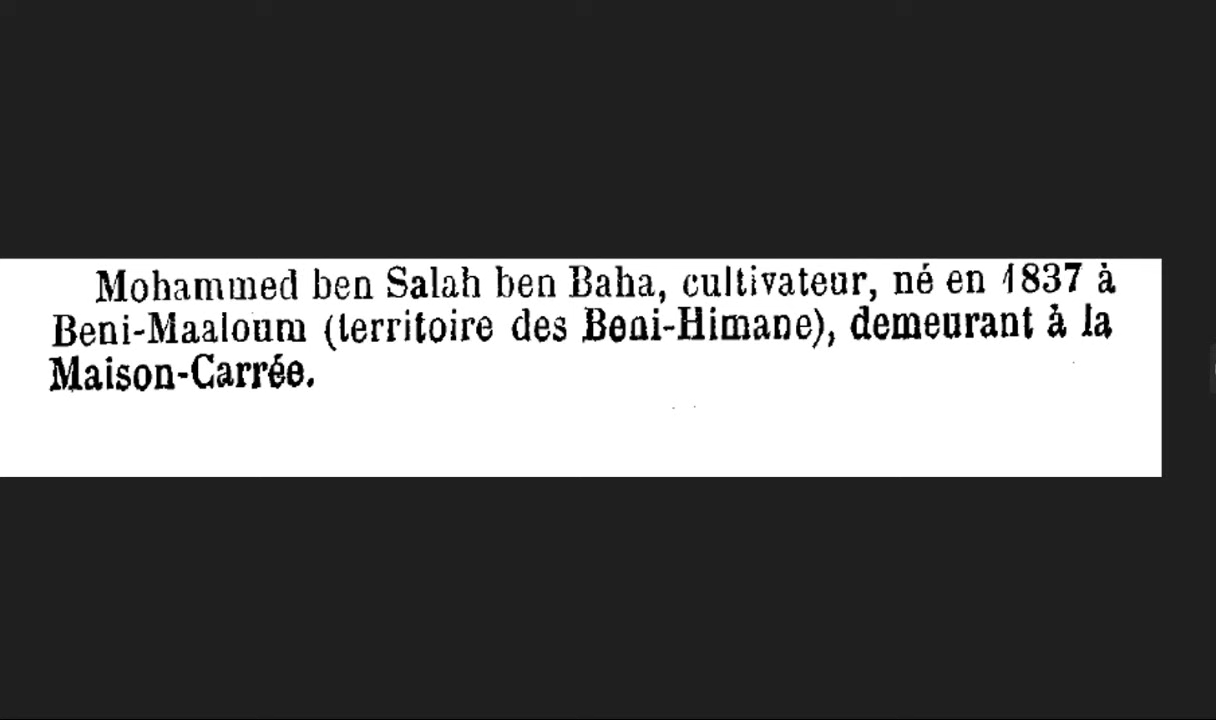 Mohammed ben Salah ben Baha, cultivateur, né en 1837 à
Beni-Maaloum (territoire des Beni-Himane), demeurant à la
Maison-Carrée.